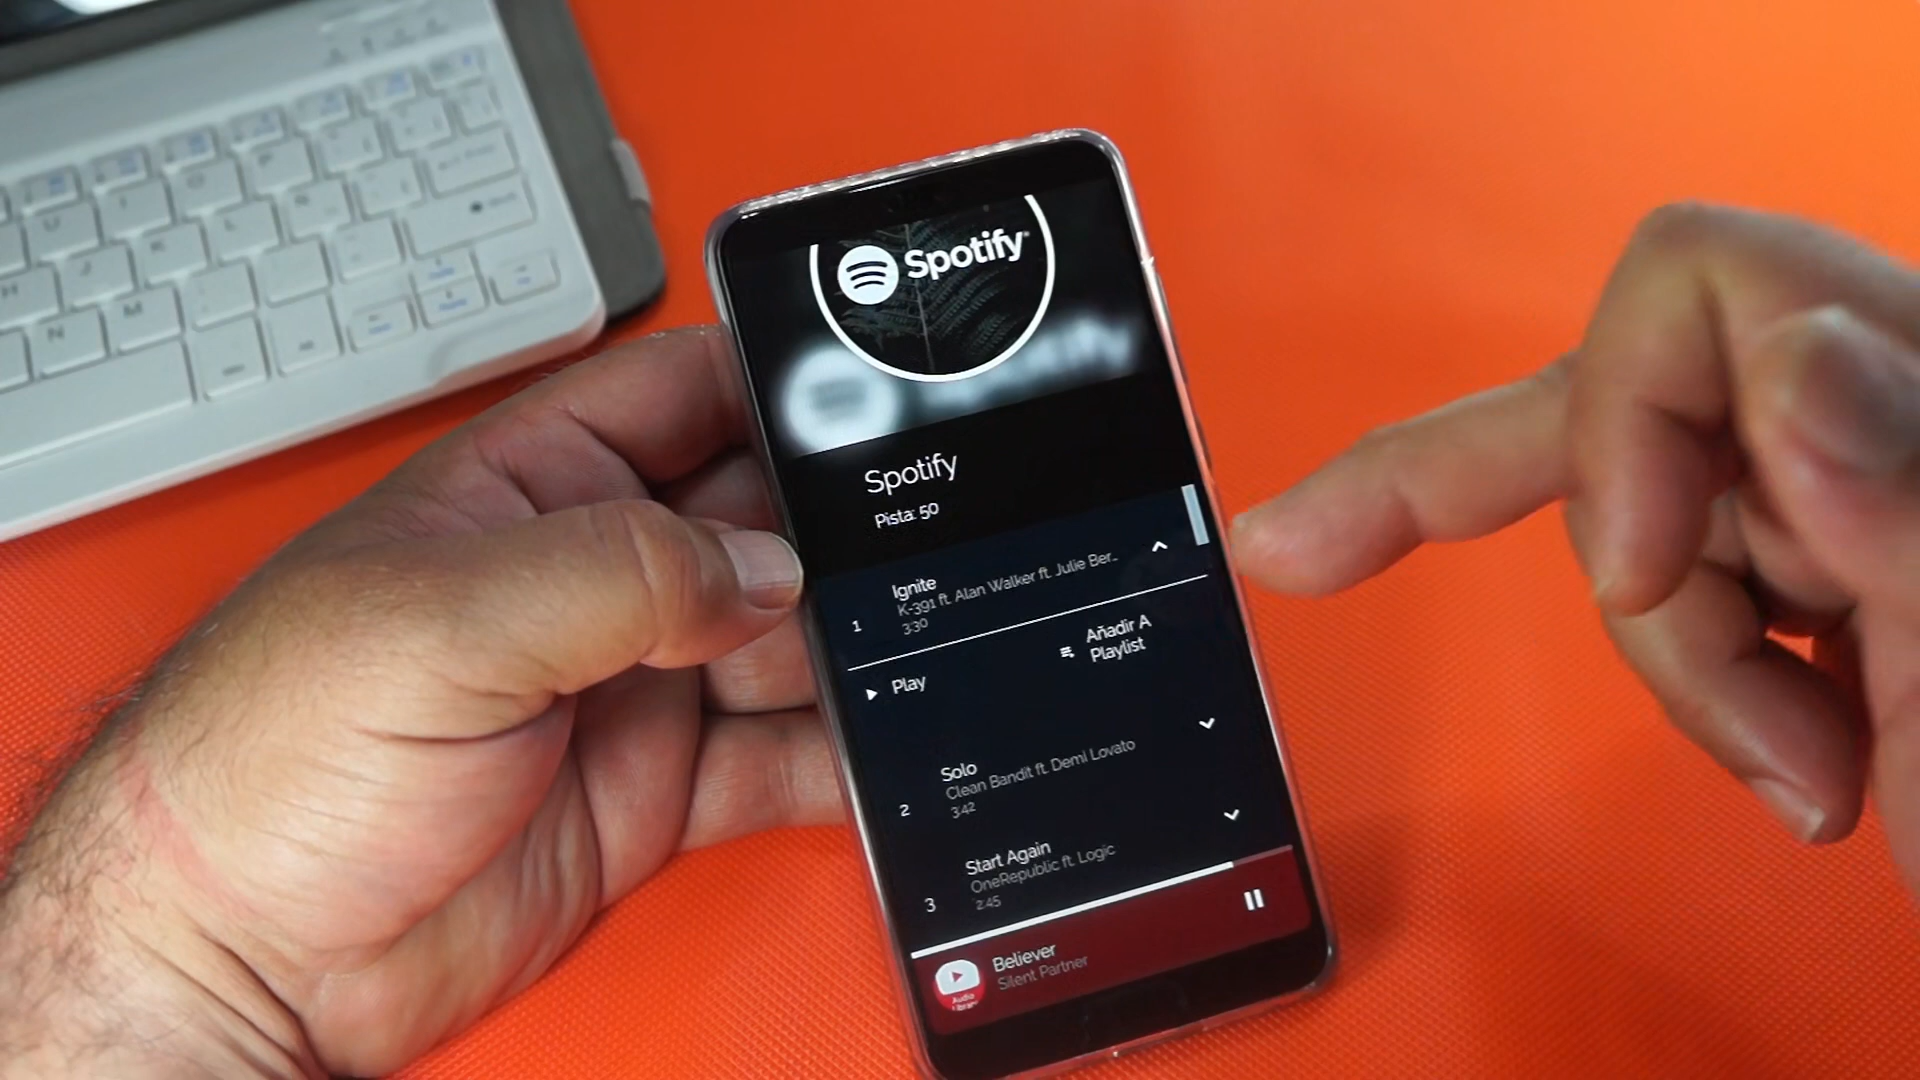 Spotify
Spotify
Pista: 50
1
Ignite
K-391 ft. Alan Walker ft. Julie Ber...
3:30
Play
Añadir A
Playlist
2
Solo
Clean Bandit ft. Demi Lovato
3:42
3
Start Again
OneRepublic ft. Logic
2:45
Believer
Silent Partner
Audio
Library
U
I
O
P
J
K
L
Ñ
H
N
M